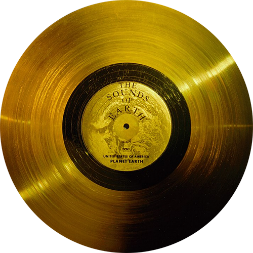 THE
SOUNDS
OF
EARTH
UNITED STATES OF AMERICA
PLANET EARTH